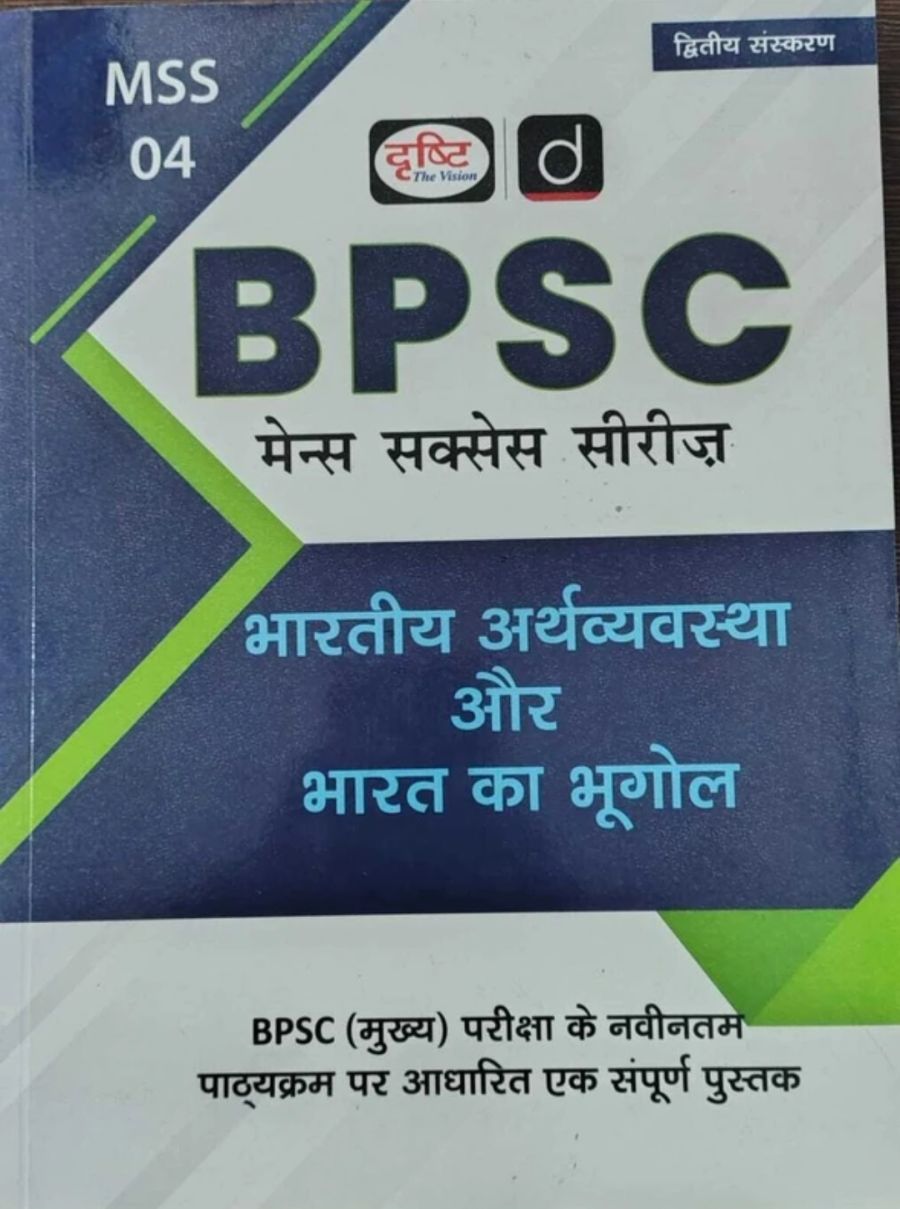 MSS
04
द्वितीय संस्करण
दृष्टि
The Vision
d
BPSC
मेन्स सक्सेस सीरीज़
भारतीय अर्थव्यवस्था
और
भारत का भूगोल
BPSC (मुख्य) परीक्षा के नवीनतम
पाठ्यक्रम पर आधारित एक संपूर्ण पुस्तक